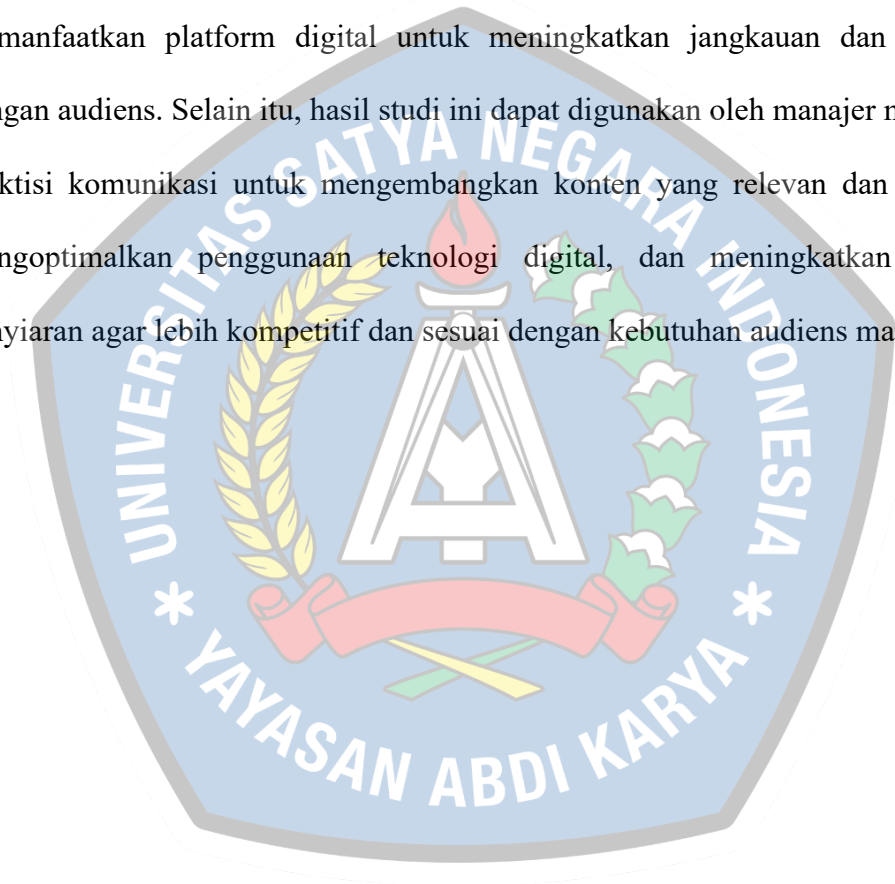 manfaatkan platform digital untuk meningkatkan jangkauan dan
ngan audiens. Selain itu, hasil studi ini dapat digunakan oleh manajer
ktisi komunikasi untuk mengembangkan konten yang relevan dan
ngoptimalkan penggunaan teknologi digital, dan meningkatkan
yiaran agar lebih kompetitif dan sesuai dengan kebutuhan audiens ma
UNIVERSITAS SATYA NEGARA INDONESIA
YAYASAN ABDI KARYA